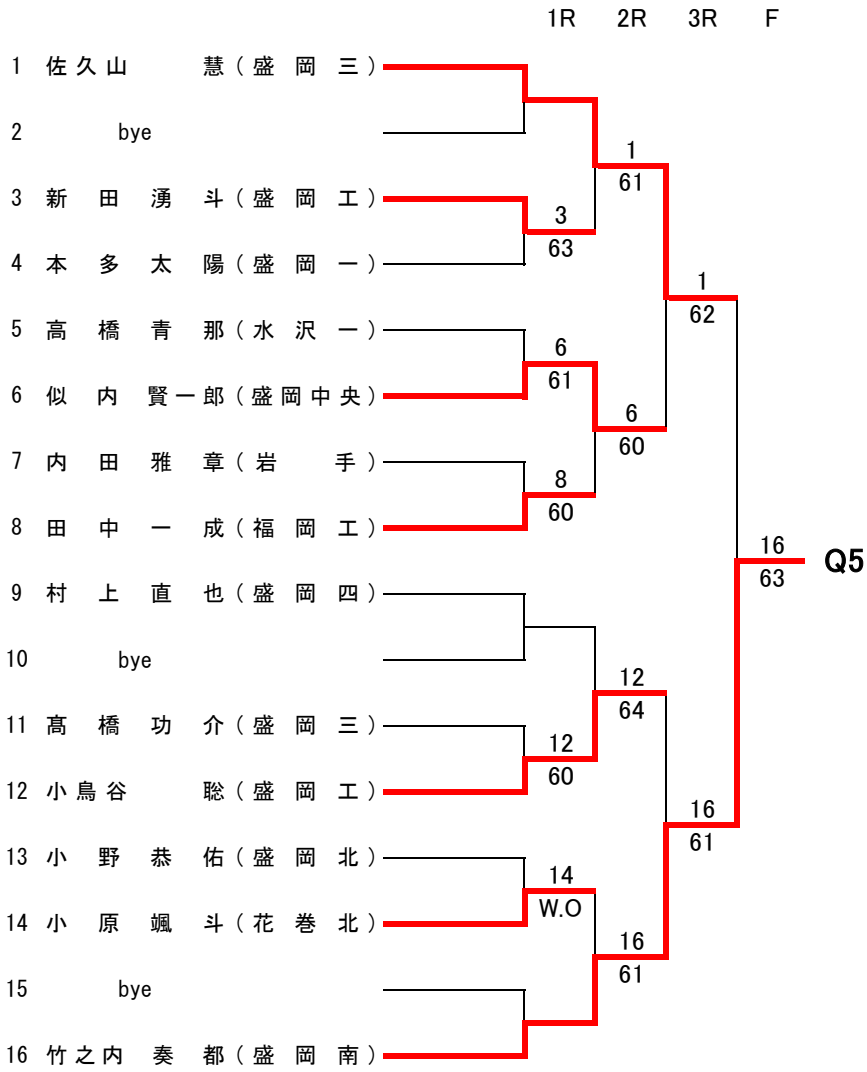 1R 2R 3R F
1 佐久山 慧(盛岡三)
2 bye
1
61
3 新田湧斗(盛岡工)
3
63
4 本多太陽(盛岡一)
1
62
5 高橋青那(水沢一)
6
61
6 似内賢一郎(盛岡中央)
6
60
7 内田雅章(岩手)
8
60
8 田中一成(福岡工)
16
63
Q5
9 村上直也(盛岡四)
10 bye
12
64
11 髙橋功介(盛岡三)
12
60
12 小鳥谷 聡(盛岡工)
16
61
13 小野恭佑(盛岡北)
14
W.O
14 小原颯斗(花巻北)
16
61
15 bye
16 竹之内奏都(盛岡南)